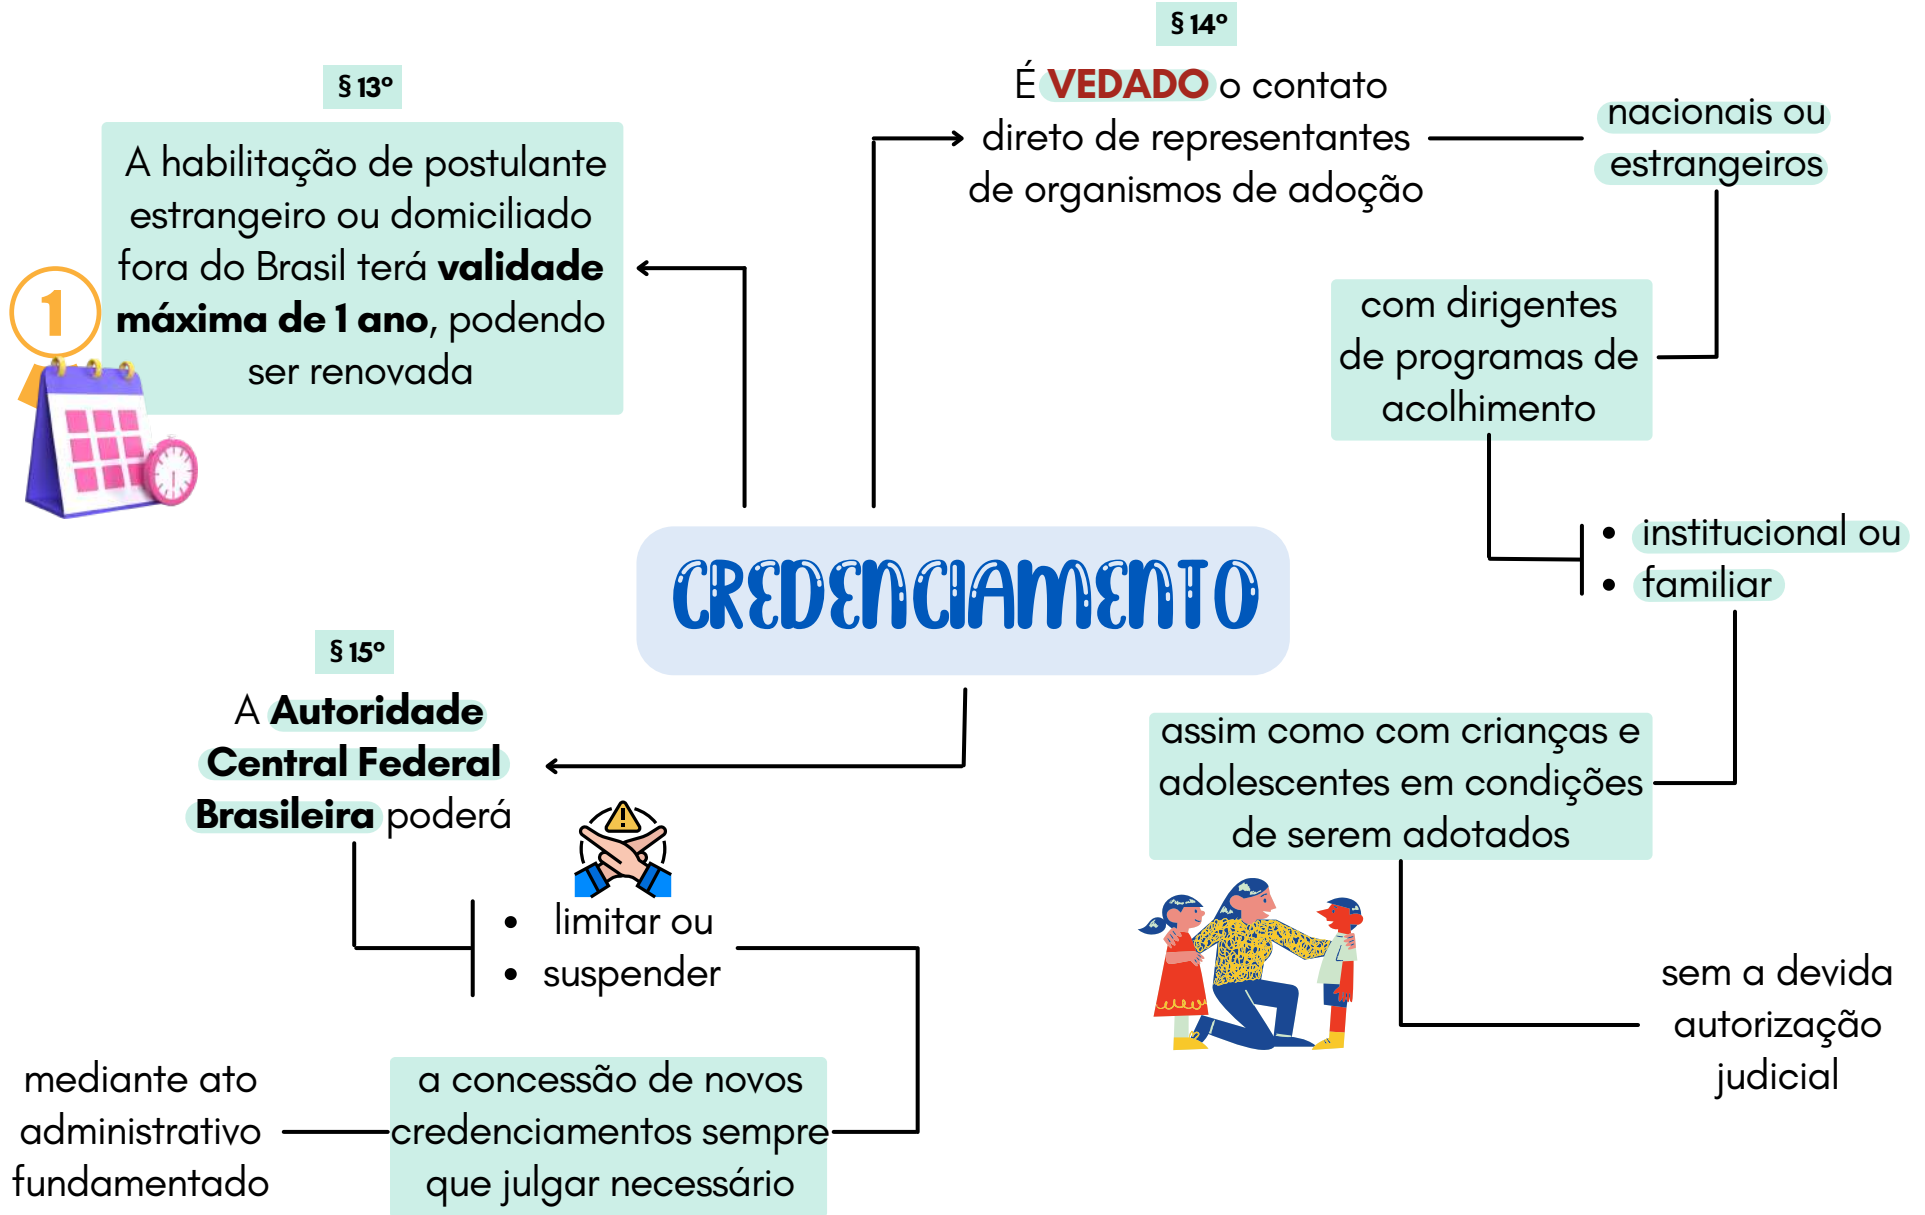 § 13º
A habilitação de postulante
estrangeiro ou domiciliado
fora do Brasil terá validade
máxima de 1 ano, podendo
ser renovada
1
§ 14º
É VEDADO o contato
direto de representantes
de organismos de adoção
nacionais ou
estrangeiros
com dirigentes
de programas de
acolhimento
• institucional ou
• familiar
assim como com crianças e
adolescentes em condições
de serem adotados
sem a devida
autorização
judicial
CREDENCIAMENTO
§ 15º
A Autoridade
Central Federal
Brasileira poderá
• limitar ou
• suspender
a concessão de novos
credenciamentos sempre
que julgar necessário
mediante ato
administrativo
fundamentado